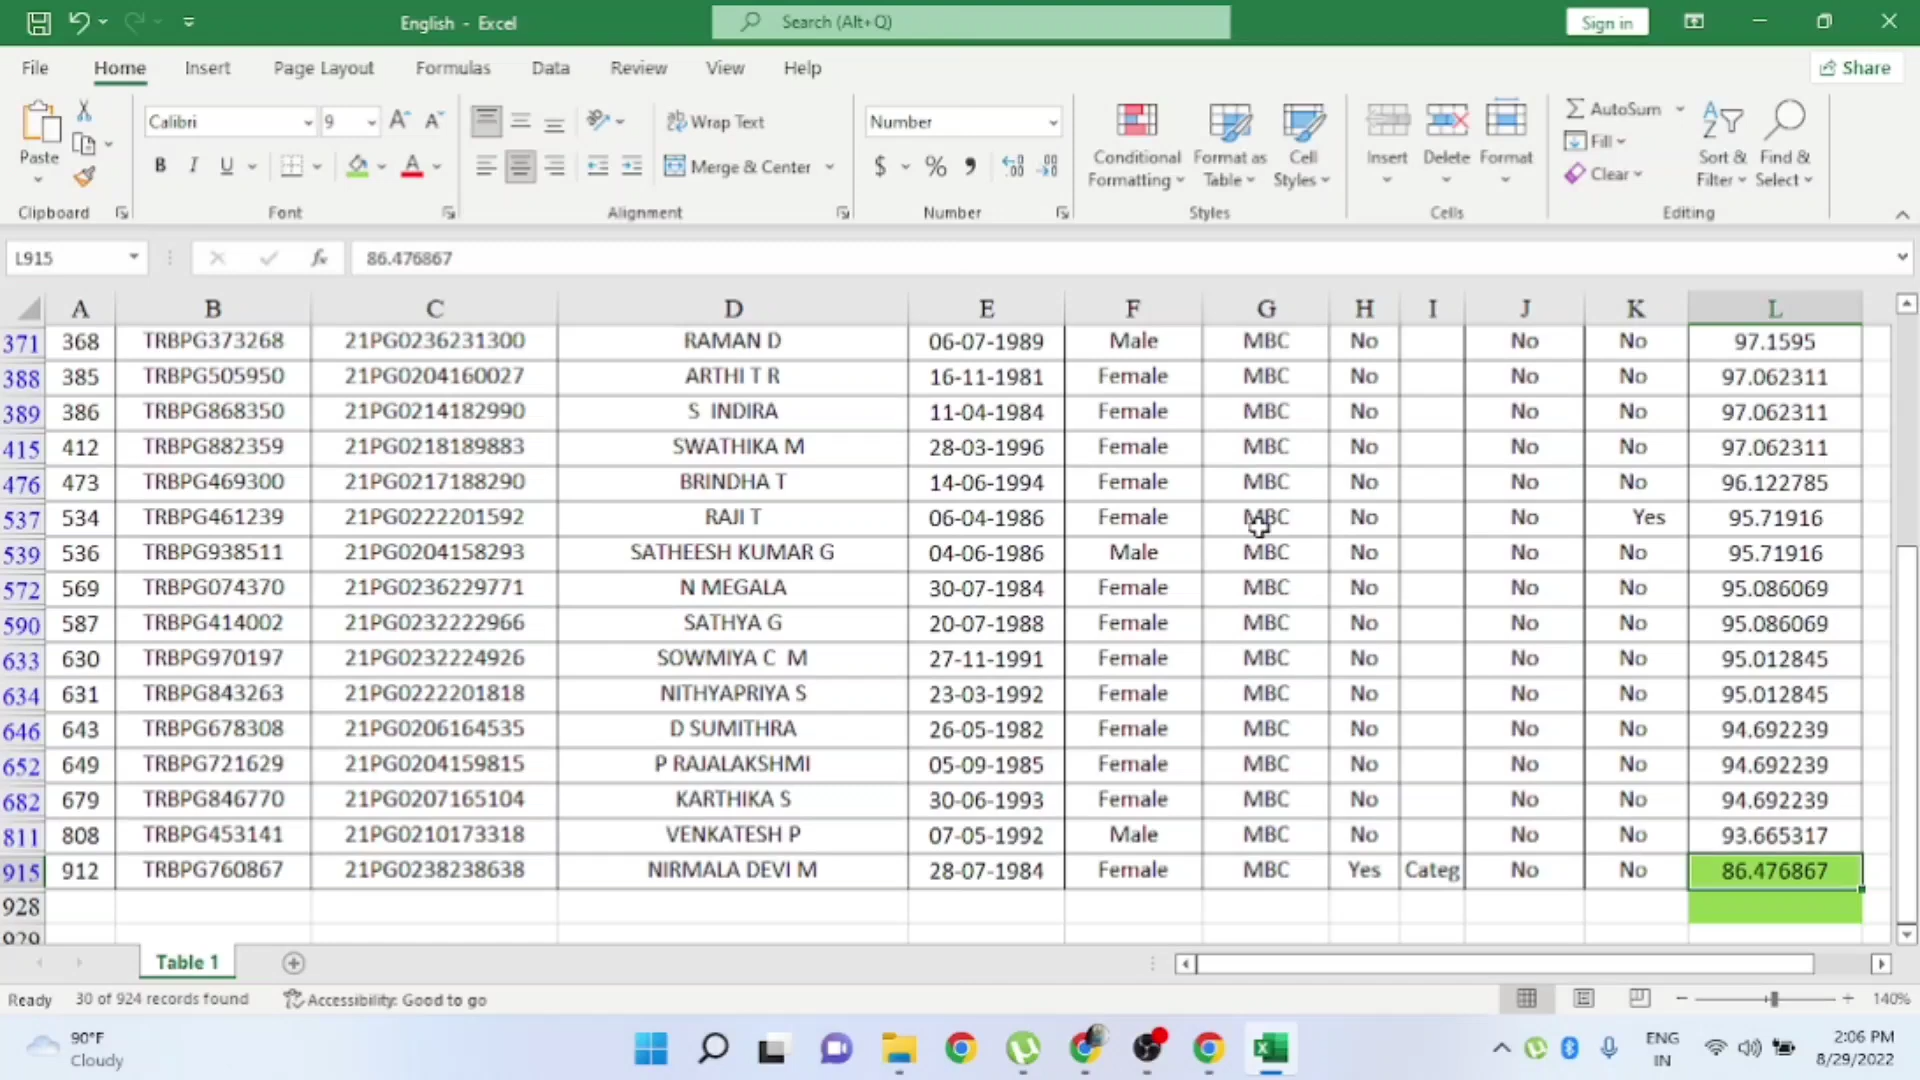 English - Excel
Search (Alt+Q)
Sign in
File Home Insert Page Layout Formulas Data Review View Help
Share
Paste
Calibri 9
Wrap Text
Number
Conditional Formatting
Format as Table
Cell Styles
Insert
Delete
Format
AutoSum
Fill
Clear
Sort & Filter
Find & Select
B I U
Merge & Center
$ % ,
Clipboard Font Alignment Number Styles Cells Editing
L915 fx 86.476867
A B C D E F G H I J K L
371 368 TRBPG373268 21PG0236231300 RAMAN D 06-07-1989 Male MBC No No No 97.1595
388 385 TRBPG505950 21PG0204160027 ARTHI T R 16-11-1981 Female MBC No No No 97.062311
389 386 TRBPG868350 21PG0214182990 S INDIRA 11-04-1984 Female MBC No No No 97.062311
415 412 TRBPG882359 21PG0218189883 SWATHIKA M 28-03-1996 Female MBC No No No 97.062311
476 473 TRBPG469300 21PG0217188290 BRINDHA T 14-06-1994 Female MBC No No No 96.122785
537 534 TRBPG461239 21PG0222201592 RAJI T 06-04-1986 Female MBC No No Yes 95.71916
539 536 TRBPG938511 21PG0204158293 SATHEESH KUMAR G 04-06-1986 Male MBC No No No 95.71916
572 569 TRBPG074370 21PG0236229771 N MEGALA 30-07-1984 Female MBC No No No 95.086069
590 587 TRBPG414002 21PG0232222966 SATHYA G 20-07-1988 Female MBC No No No 95.086069
633 630 TRBPG970197 21PG0232224926 SOWMIYA C M 27-11-1991 Female MBC No No No 95.012845
634 631 TRBPG843263 21PG0222201818 NITHYAPRIYA S 23-03-1992 Female MBC No No No 95.012845
646 643 TRBPG678308 21PG0206164535 D SUMITHRA 26-05-1982 Female MBC No No No 94.692239
652 649 TRBPG721629 21PG0204159815 P RAJALAKSHMI 05-09-1985 Female MBC No No No 94.692239
682 679 TRBPG846770 21PG0207165104 KARTHIKA S 30-06-1993 Female MBC No No No 94.692239
811 808 TRBPG453141 21PG0210173318 VENKATESH P 07-05-1992 Male MBC No No No 93.665317
915 912 TRBPG760867 21PG0238238638 NIRMALA DEVI M 28-07-1984 Female MBC Yes Categ No No 86.476867
928
929
Table 1
Ready 30 of 924 records found Accessibility: Good to go 140%
90°F
Cloudy
ENG
IN
2:06 PM
8/29/2022